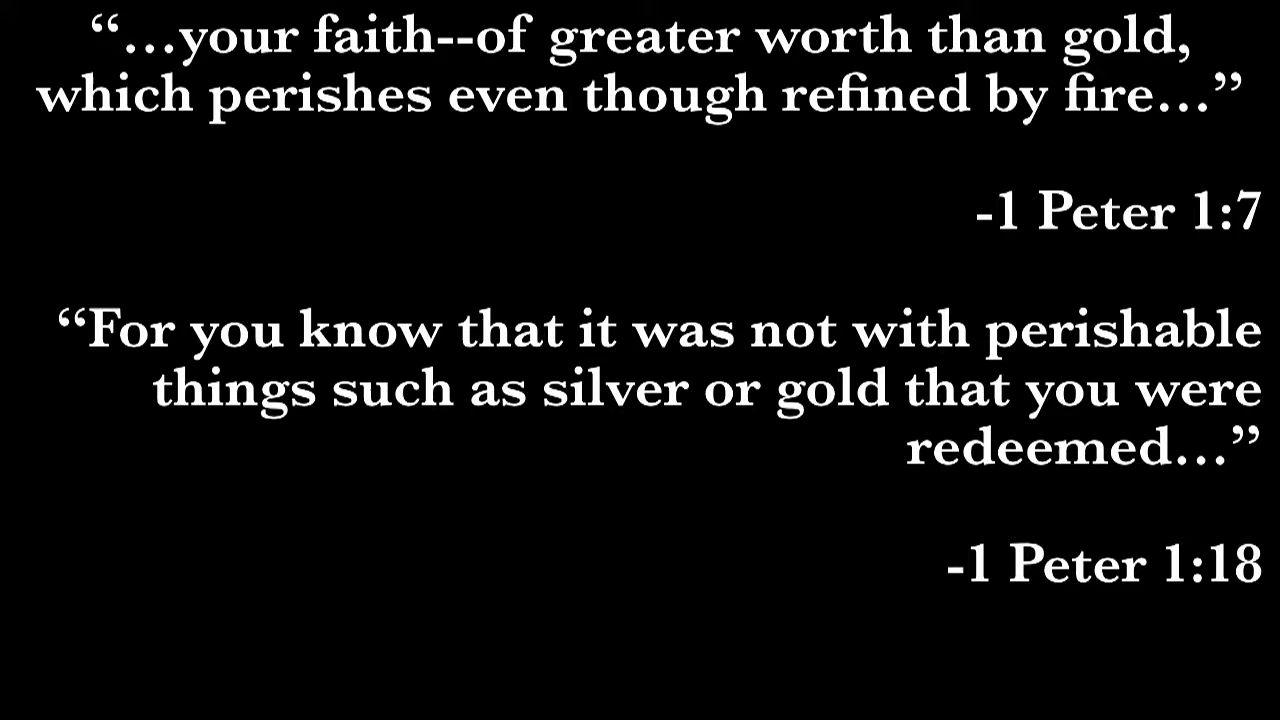 “…your faith--of greater worth than gold,
which perishes even though refined by fire…”
-1 Peter 1:7
“For you know that it was not with perishable
things such as silver or gold that you were
redeemed…”
-1 Peter 1:18